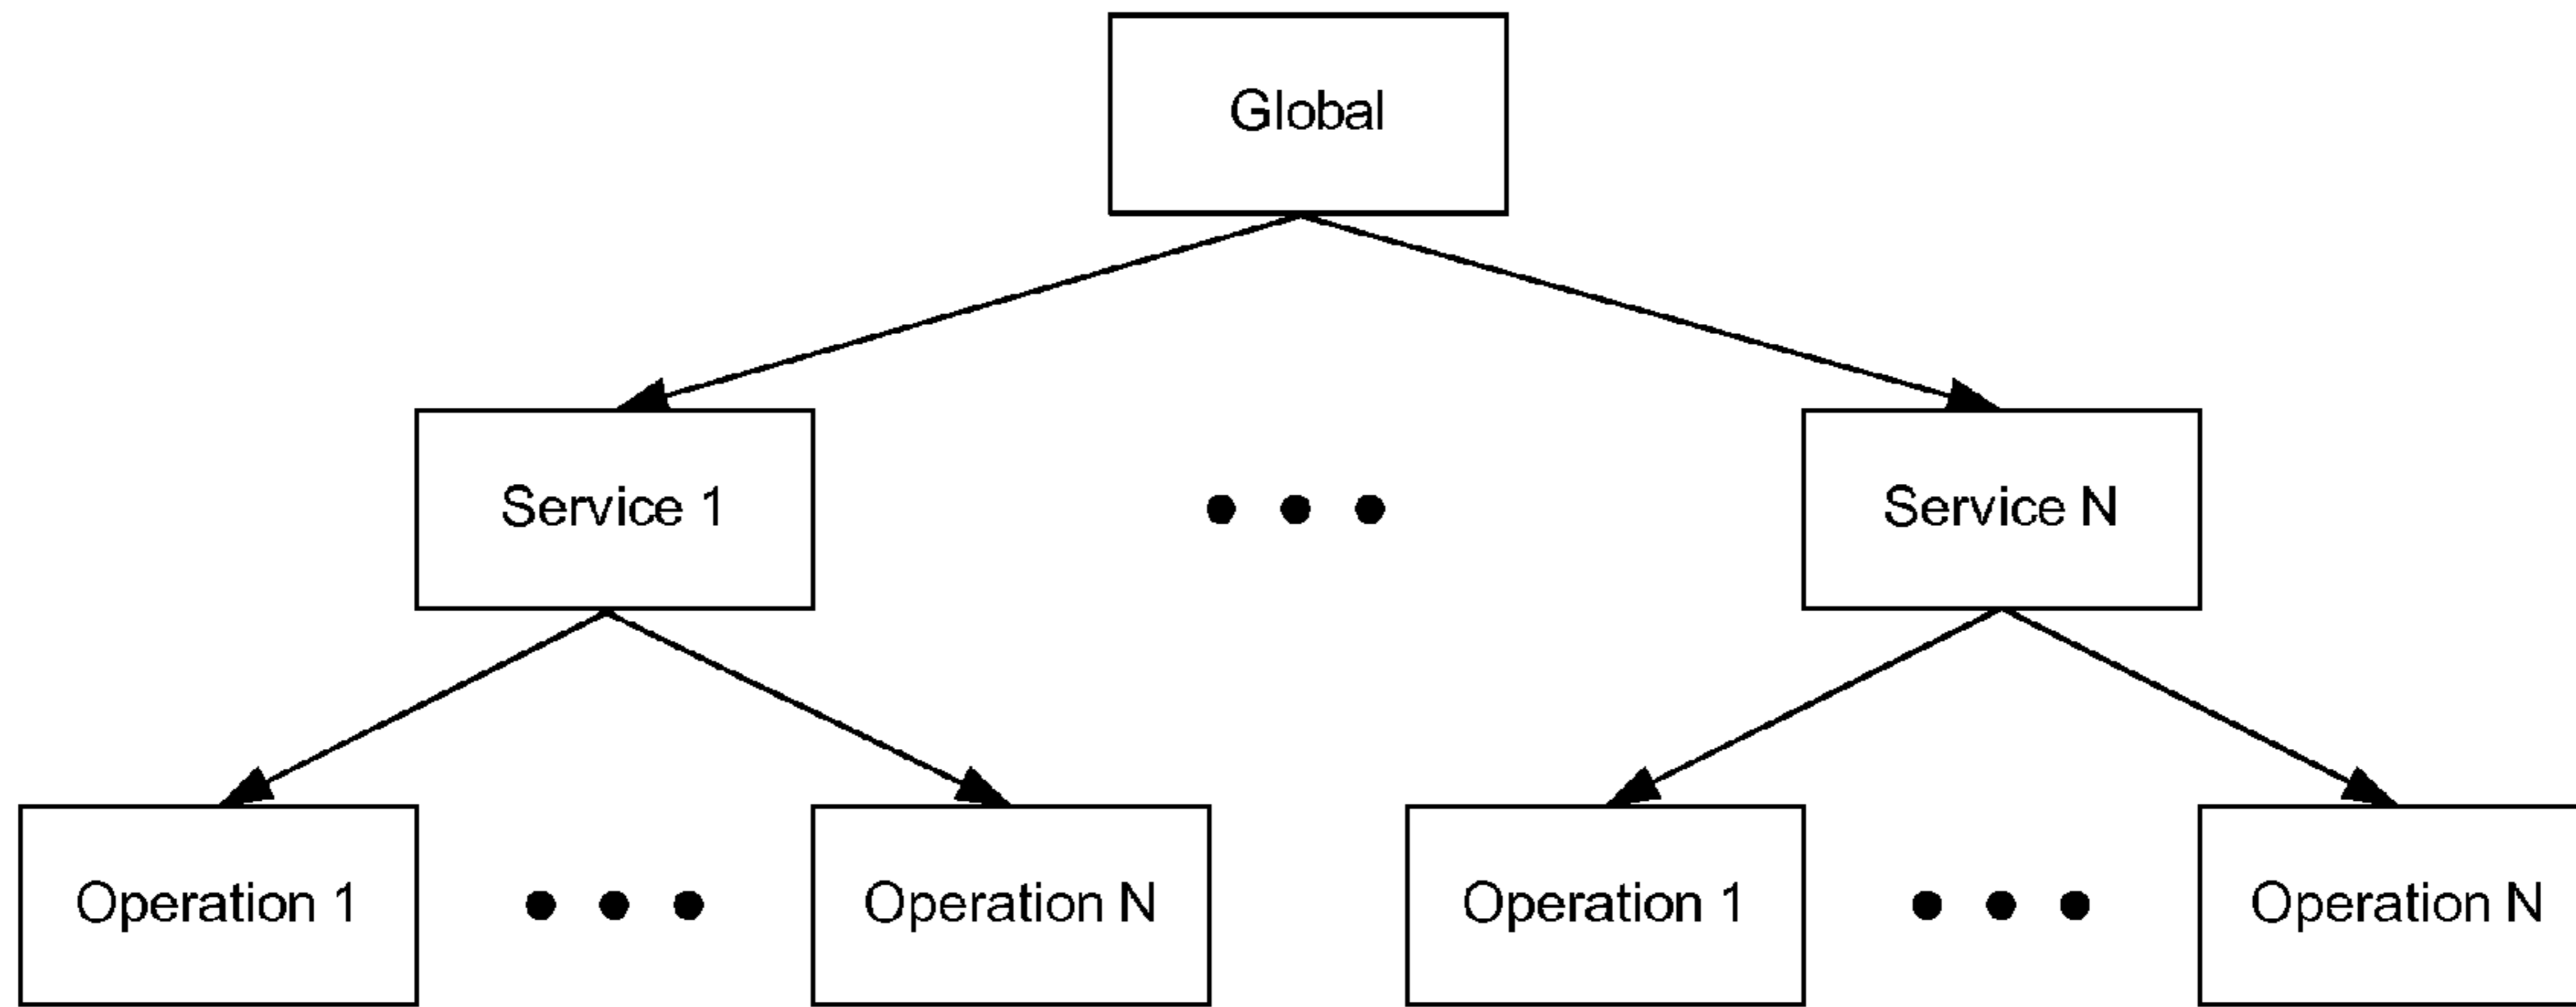 Global
Service 1
Service N
Operation 1
Operation N
Operation 1
Operation N